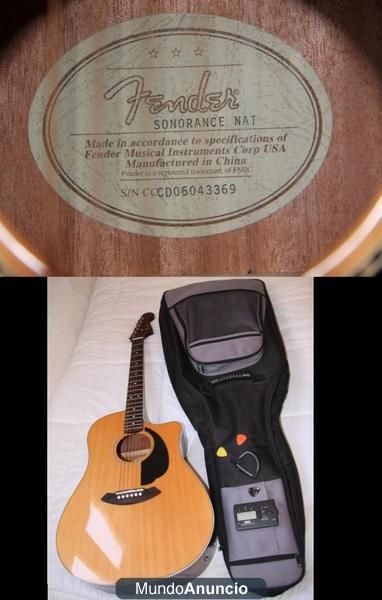 Fender
SONORANCE NAT
Made in accordance to specifications of
Fender Musical Instruments Corp USA
Manufactured in China
Fender is a registered trademark of FMIC
S/N CCCD06043369
MundoAnuncio